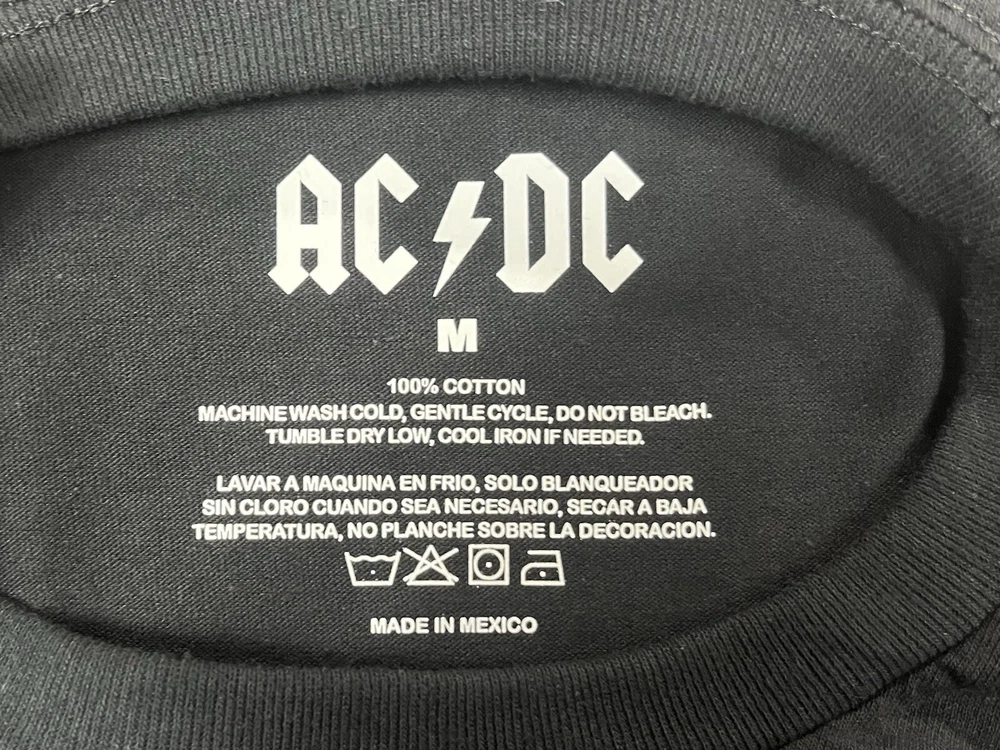 AC⚡DC
M
100% COTTON
MACHINE WASH COLD, GENTLE CYCLE, DO NOT BLEACH.
TUMBLE DRY LOW, COOL IRON IF NEEDED.
LAVAR A MAQUINA EN FRIO, SOLO BLANQUEADOR
SIN CLORO CUANDO SEA NECESARIO, SECAR A BAJA
TEMPERATURA, NO PLANCHE SOBRE LA DECORACION.
MADE IN MEXICO